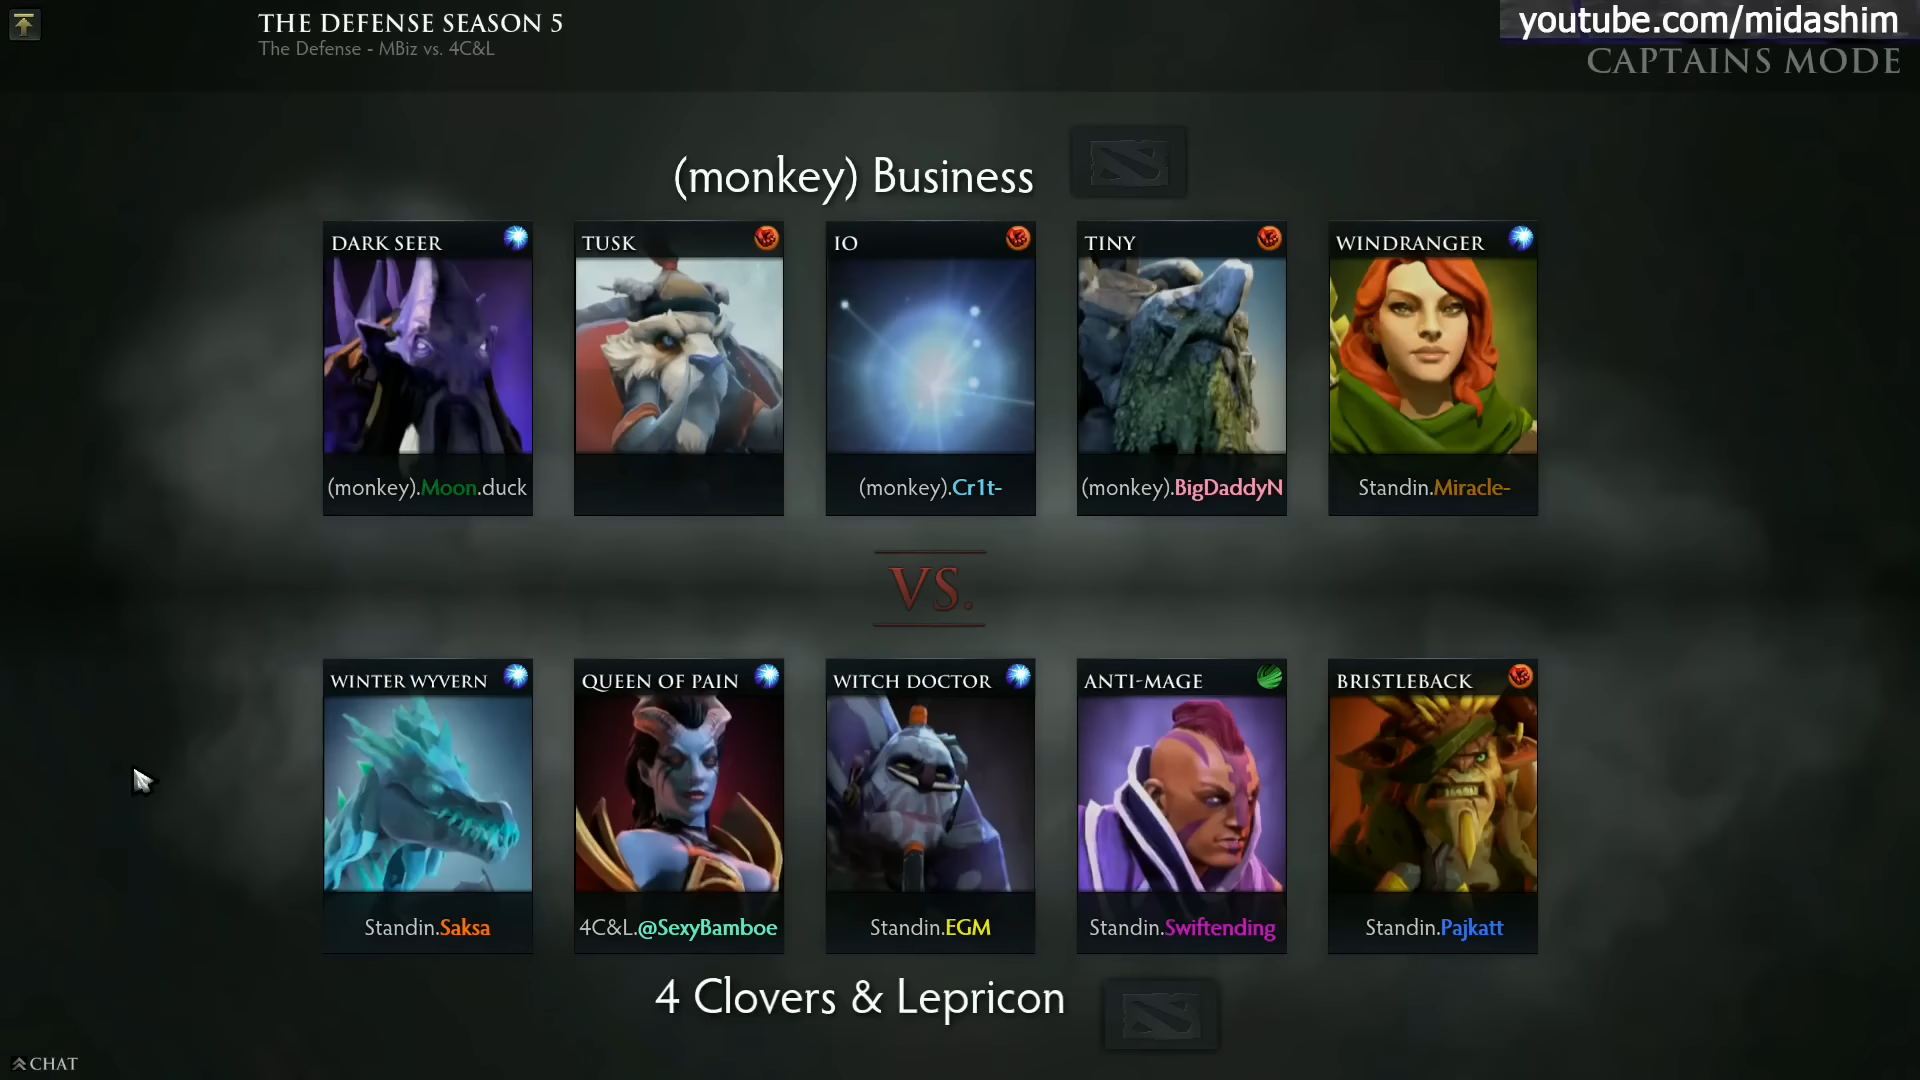 THE DEFENSE SEASON 5
The Defense - MBiz vs. 4C&L
youtube.com/midashim
CAPTAINS MODE
(monkey) Business
DARK SEER
TUSK
IO
TINY
WINDRANGER
(monkey).Moon.duck
(monkey).Cr1t-
(monkey).BigDaddyN
Standin.Miracle-
VS.
WINTER WYVERN
QUEEN OF PAIN
WITCH DOCTOR
ANTI-MAGE
BRISTLEBACK
Standin.Saksa
4C&L.@SexyBamboe
Standin.EGM
Standin.Swiftending
Standin.Pajkatt
4 Clovers & Lepricon
CHAT